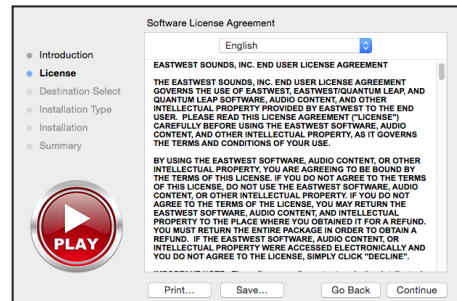 Software License Agreement
Introduction
License
Destination Select
Installation Type
Installation
Summary
PLAY
English
EASTWEST SOUNDS, INC. END USER LICENSE AGREEMENT
THE EASTWEST SOUNDS, INC. END USER LICENSE AGREEMENT
GOVERNS THE USE OF EASTWEST, EASTWEST/QUANTUM LEAP, AND
QUANTUM LEAP SOFTWARE, AUDIO CONTENT, AND OTHER
INTELLECTUAL PROPERTY PROVIDED BY EASTWEST TO THE END
USER. PLEASE READ THIS LICENSE AGREEMENT ("LICENSE")
CAREFULLY BEFORE USING THE EASTWEST SOFTWARE, AUDIO
CONTENT, AND OTHER INTELLECTUAL PROPERTY, AS IT GOVERNS
THE TERMS AND CONDITIONS OF YOUR USE.
BY USING THE EASTWEST SOFTWARE, AUDIO CONTENT, OR OTHER
INTELLECTUAL PROPERTY, YOU ARE AGREEING TO BE BOUND BY
THE TERMS OF THIS LICENSE. IF YOU DO NOT AGREE TO THE TERMS
OF THIS LICENSE, DO NOT USE THE EASTWEST SOFTWARE, AUDIO
CONTENT, OR OTHER INTELLECTUAL PROPERTY. IF YOU DO NOT
AGREE TO THE TERMS OF THE LICENSE, YOU MAY RETURN THE
EASTWEST SOFTWARE, AUDIO CONTENT, AND INTELLECTUAL
PROPERTY TO THE PLACE WHERE YOU OBTAINED IT FOR A REFUND.
YOU MUST RETURN THE ENTIRE PACKAGE IN ORDER TO OBTAIN A
REFUND. IF THE EASTWEST SOFTWARE, AUDIO CONTENT, OR
INTELLECTUAL PROPERTY WERE ACCESSED ELECTRONICALLY AND
YOU DO NOT AGREE TO THE LICENSE, SIMPLY CLICK "DECLINE".
Print...
Save...
Go Back
Continue